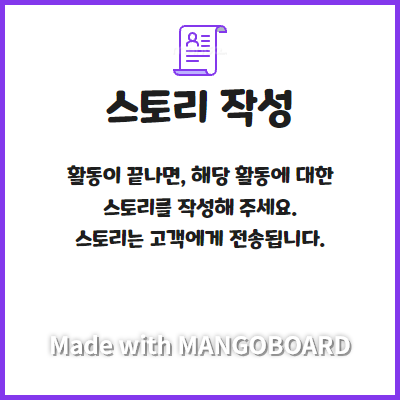 스토리 작성
활동이 끝나면, 해당 활동에 대한
스토리를 작성해 주세요.
스토리는 고객에게 전송됩니다.
Made with MANGOBOARD